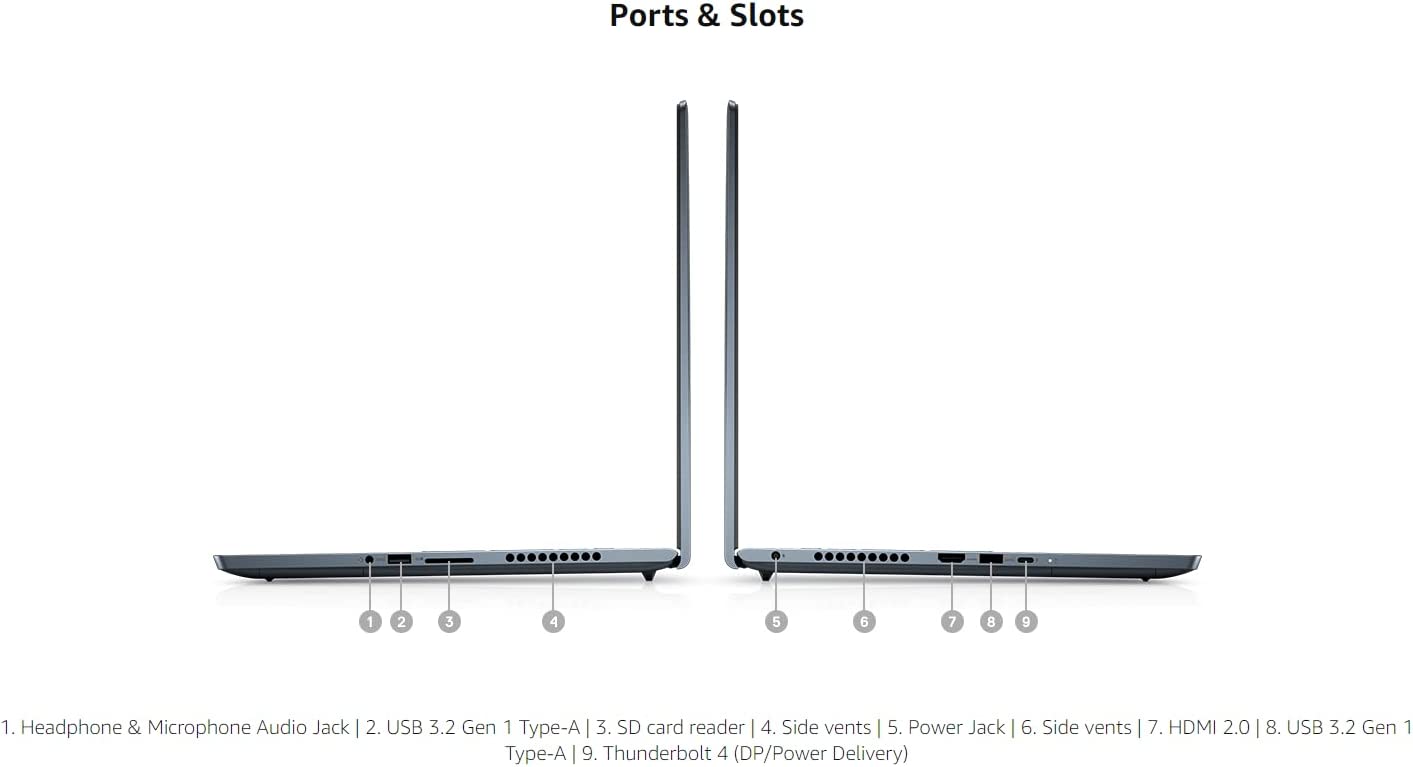 Ports & Slots
1 2 3 4 5 6 7 8 9
1. Headphone & Microphone Audio Jack | 2. USB 3.2 Gen 1 Type-A | 3. SD card reader | 4. Side vents | 5. Power Jack | 6. Side vents | 7. HDMI 2.0 | 8. USB 3.2 Gen 1
Type-A | 9. Thunderbolt 4 (DP/Power Delivery)